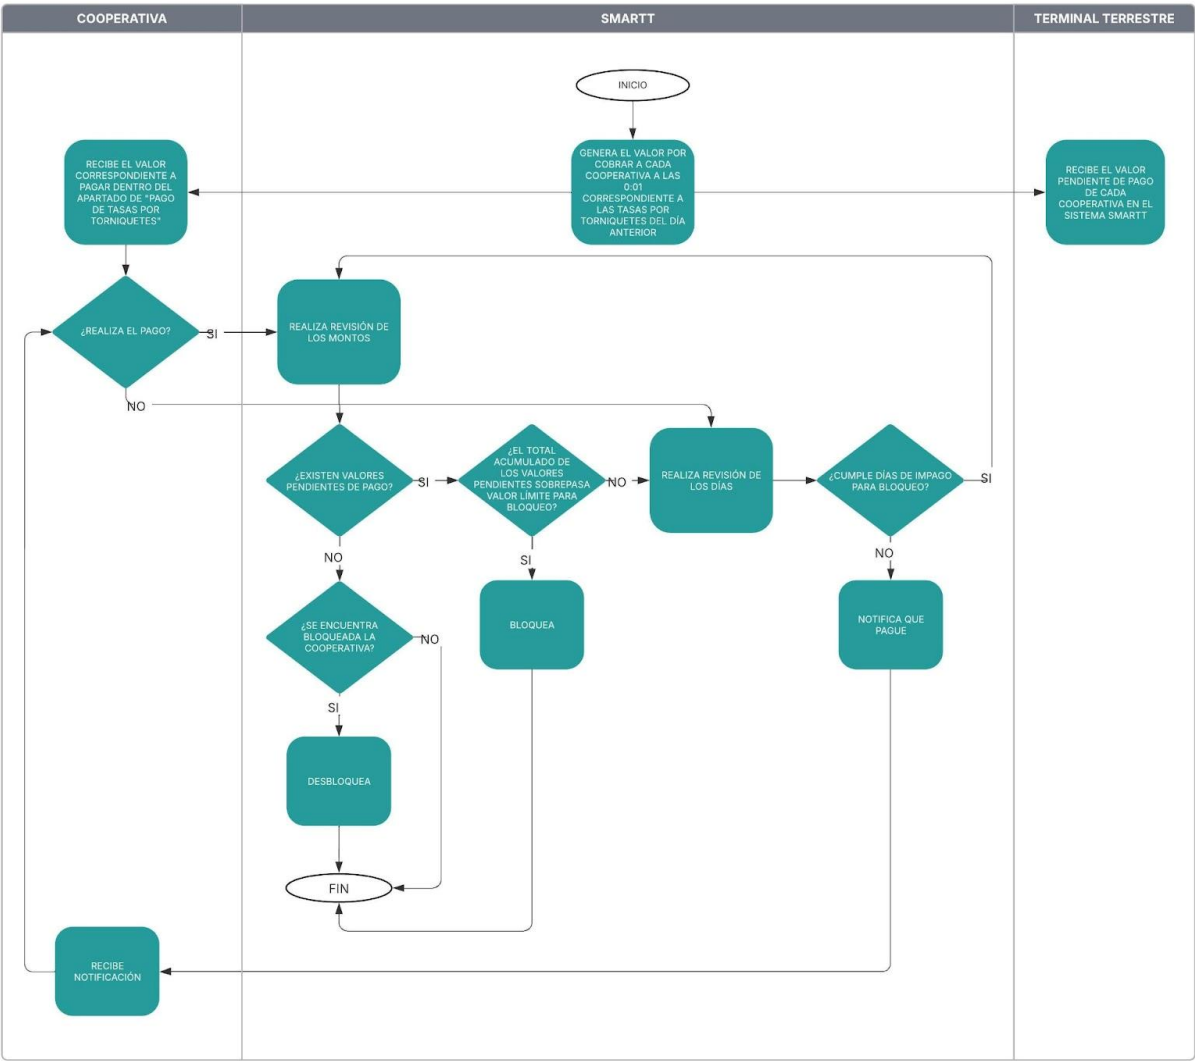 COOPERATIVA
SMARTT
TERMINAL TERRESTRE
INICIO
RECIBE EL VALOR
CORRESPONDIENTE A
PAGAR DENTRO DEL
APARTADO DE "PAGO
DE TASAS POR
TORNIQUETES"
GENERA EL VALOR POR
COBRAR A CADA
COOPERATIVA A LAS
0:01
CORRESPONDIENTE A
LAS TASAS POR
TORNIQUETES DEL DÍA
ANTERIOR
RECIBE EL VALOR
PENDIENTE DE PAGO
DE CADA
COOPERATIVA EN EL
SISTEMA SMARTT
¿REALIZA EL PAGO?
SI
REALIZA REVISIÓN DE
LOS MONTOS
NO
¿EXISTEN VALORES
PENDIENTES DE PAGO?
SI
¿EL TOTAL
ACUMULADO DE
LOS VALORES
PENDIENTES SOBREPASA
VALOR LÍMITE PARA
BLOQUEO?
NO
REALIZA REVISIÓN DE
LOS DÍAS
¿CUMPLE DÍAS DE IMPAGO
PARA BLOQUEO?
SI
NO
SI
NO
¿SE ENCUENTRA
BLOQUEADA LA
COOPERATIVA?
NO
BLOQUEA
NOTIFICA QUE
PAGUE
SI
DESBLOQUEA
FIN
RECIBE
NOTIFICACIÓN